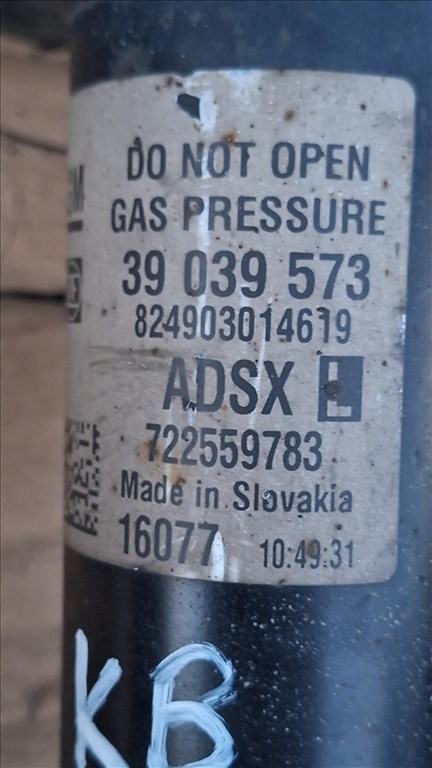 GM
DO NOT OPEN
GAS PRESSURE
39 039 573
824903014619
ADSX L
722559783
Made in Slovakia
16077 10:49:31
KB